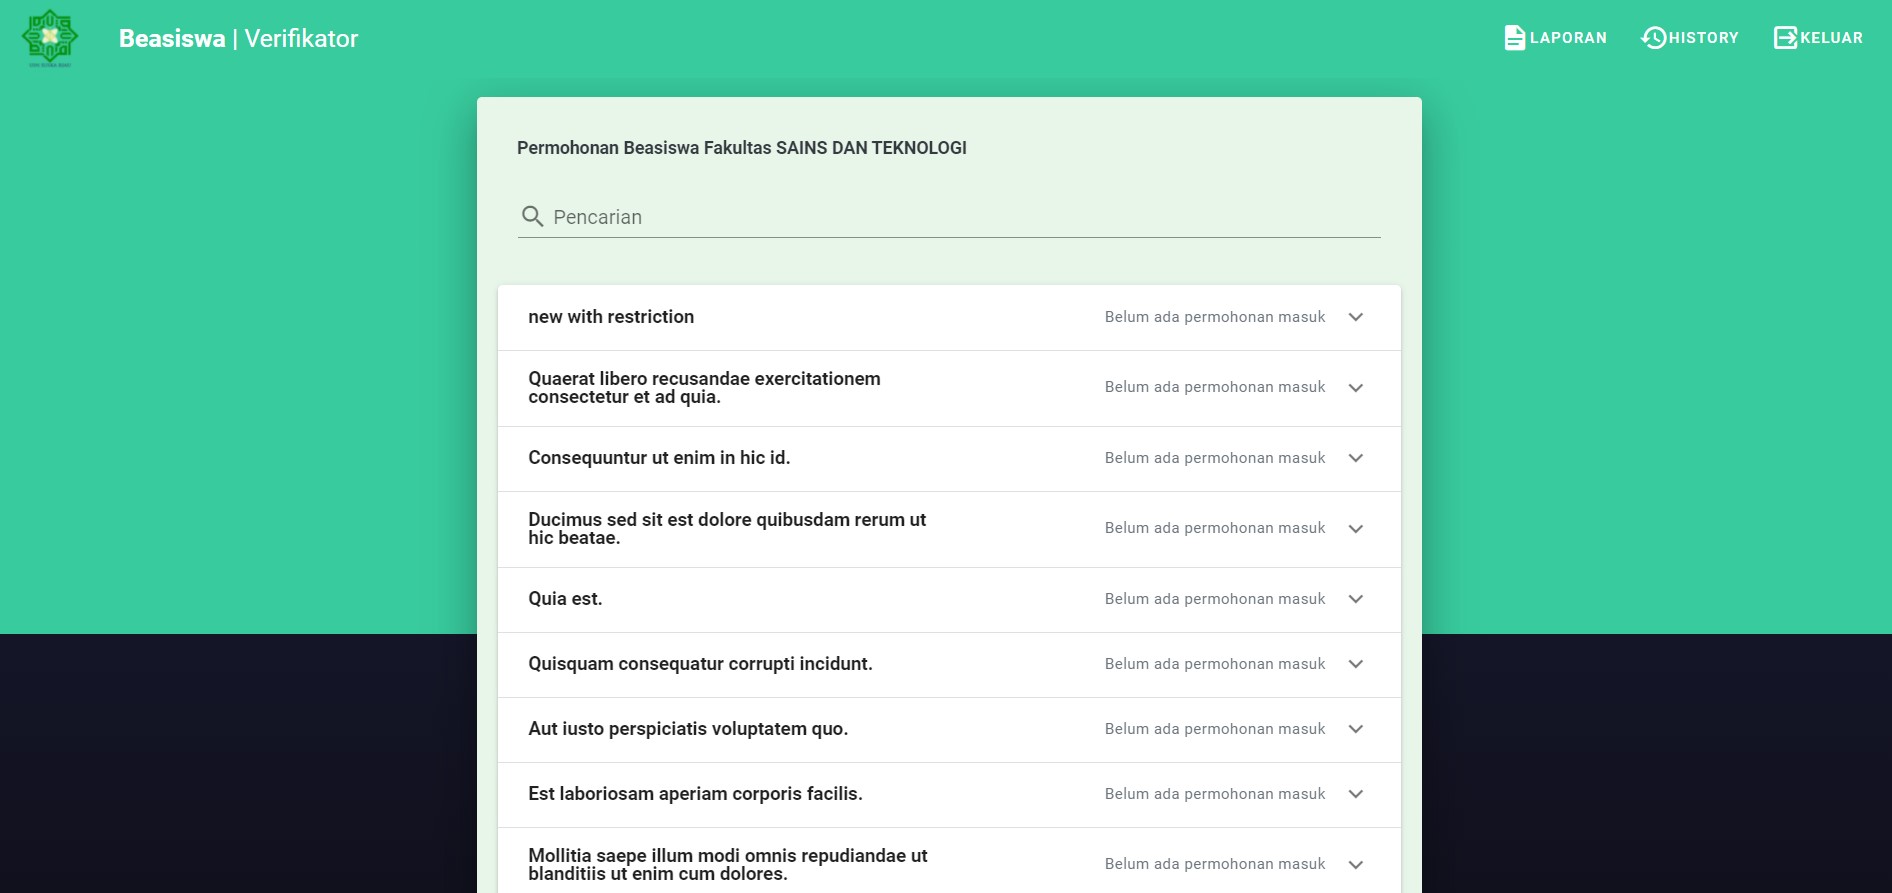 Beasiswa | Verifikator
LAPORAN
HISTORY
KELUAR
Permohonan Beasiswa Fakultas SAINS DAN TEKNOLOGI
Pencarian
new with restriction
Belum ada permohonan masuk
Quaerat libero recusandae exercitationem
consectetur et ad quia.
Belum ada permohonan masuk
Consequuntur ut enim in hic id.
Belum ada permohonan masuk
Ducimus sed sit est dolore quibusdam rerum ut
hic beatae.
Belum ada permohonan masuk
Quia est.
Belum ada permohonan masuk
Quisquam consequatur corrupti incidunt.
Belum ada permohonan masuk
Aut iusto perspiciatis voluptatem quo.
Belum ada permohonan masuk
Est laboriosam aperiam corporis facilis.
Belum ada permohonan masuk
Mollitia saepe illum modi omnis repudiandae ut
blanditiis ut enim cum dolores.
Belum ada permohonan masuk